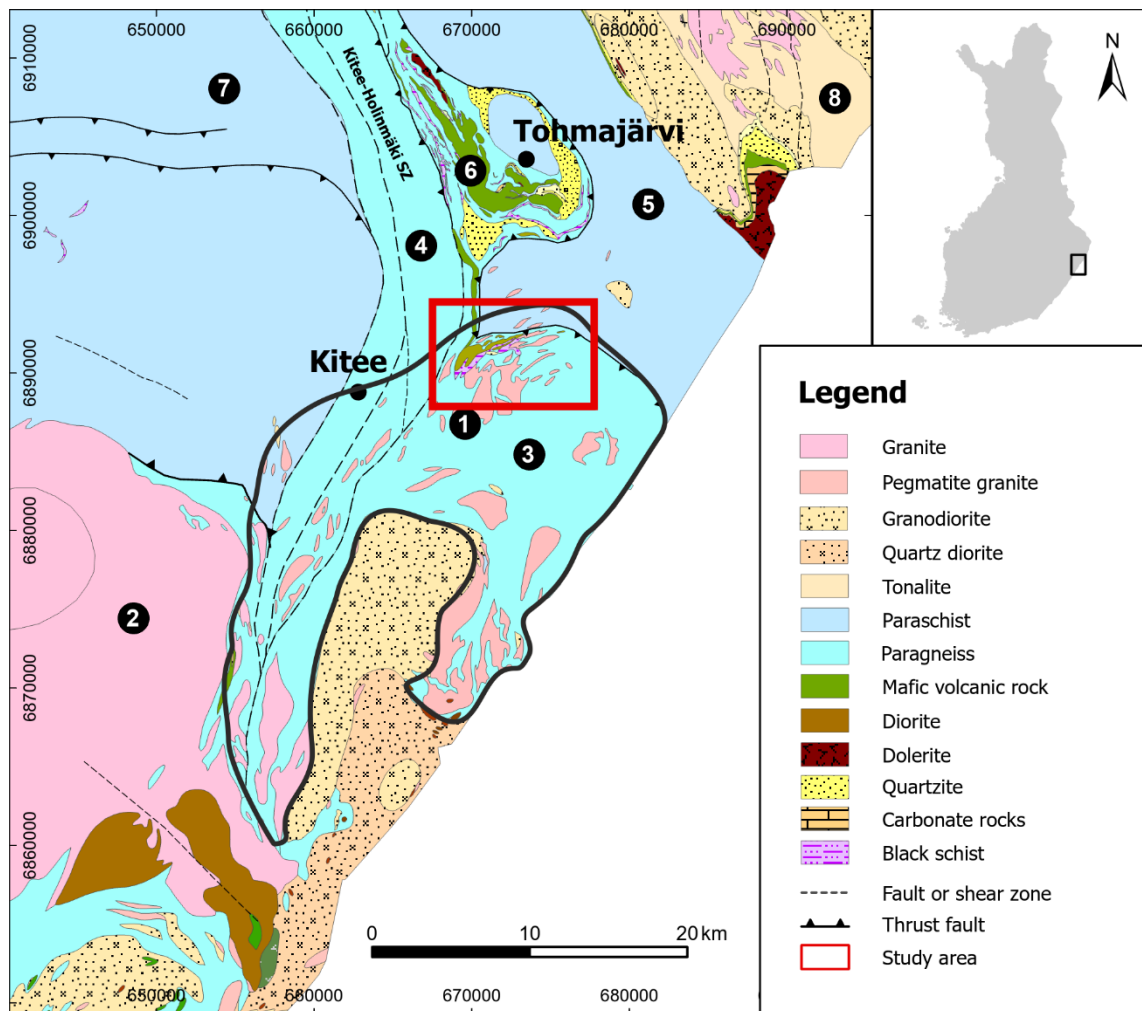 650000
660000
670000
680000
690000
6910000
6900000
6890000
6880000
6870000
6860000
7
8
Kitee-Holinmäki SZ
Tohmajärvi
6
5
4
Kitee
1
3
2
0
10
20 km
650000
660000
670000
680000
N
Legend
Granite
Pegmatite granite
Granodiorite
Quartz diorite
Tonalite
Paraschist
Paragneiss
Mafic volcanic rock
Diorite
Dolerite
Quartzite
Carbonate rocks
Black schist
Fault or shear zone
Thrust fault
Study area